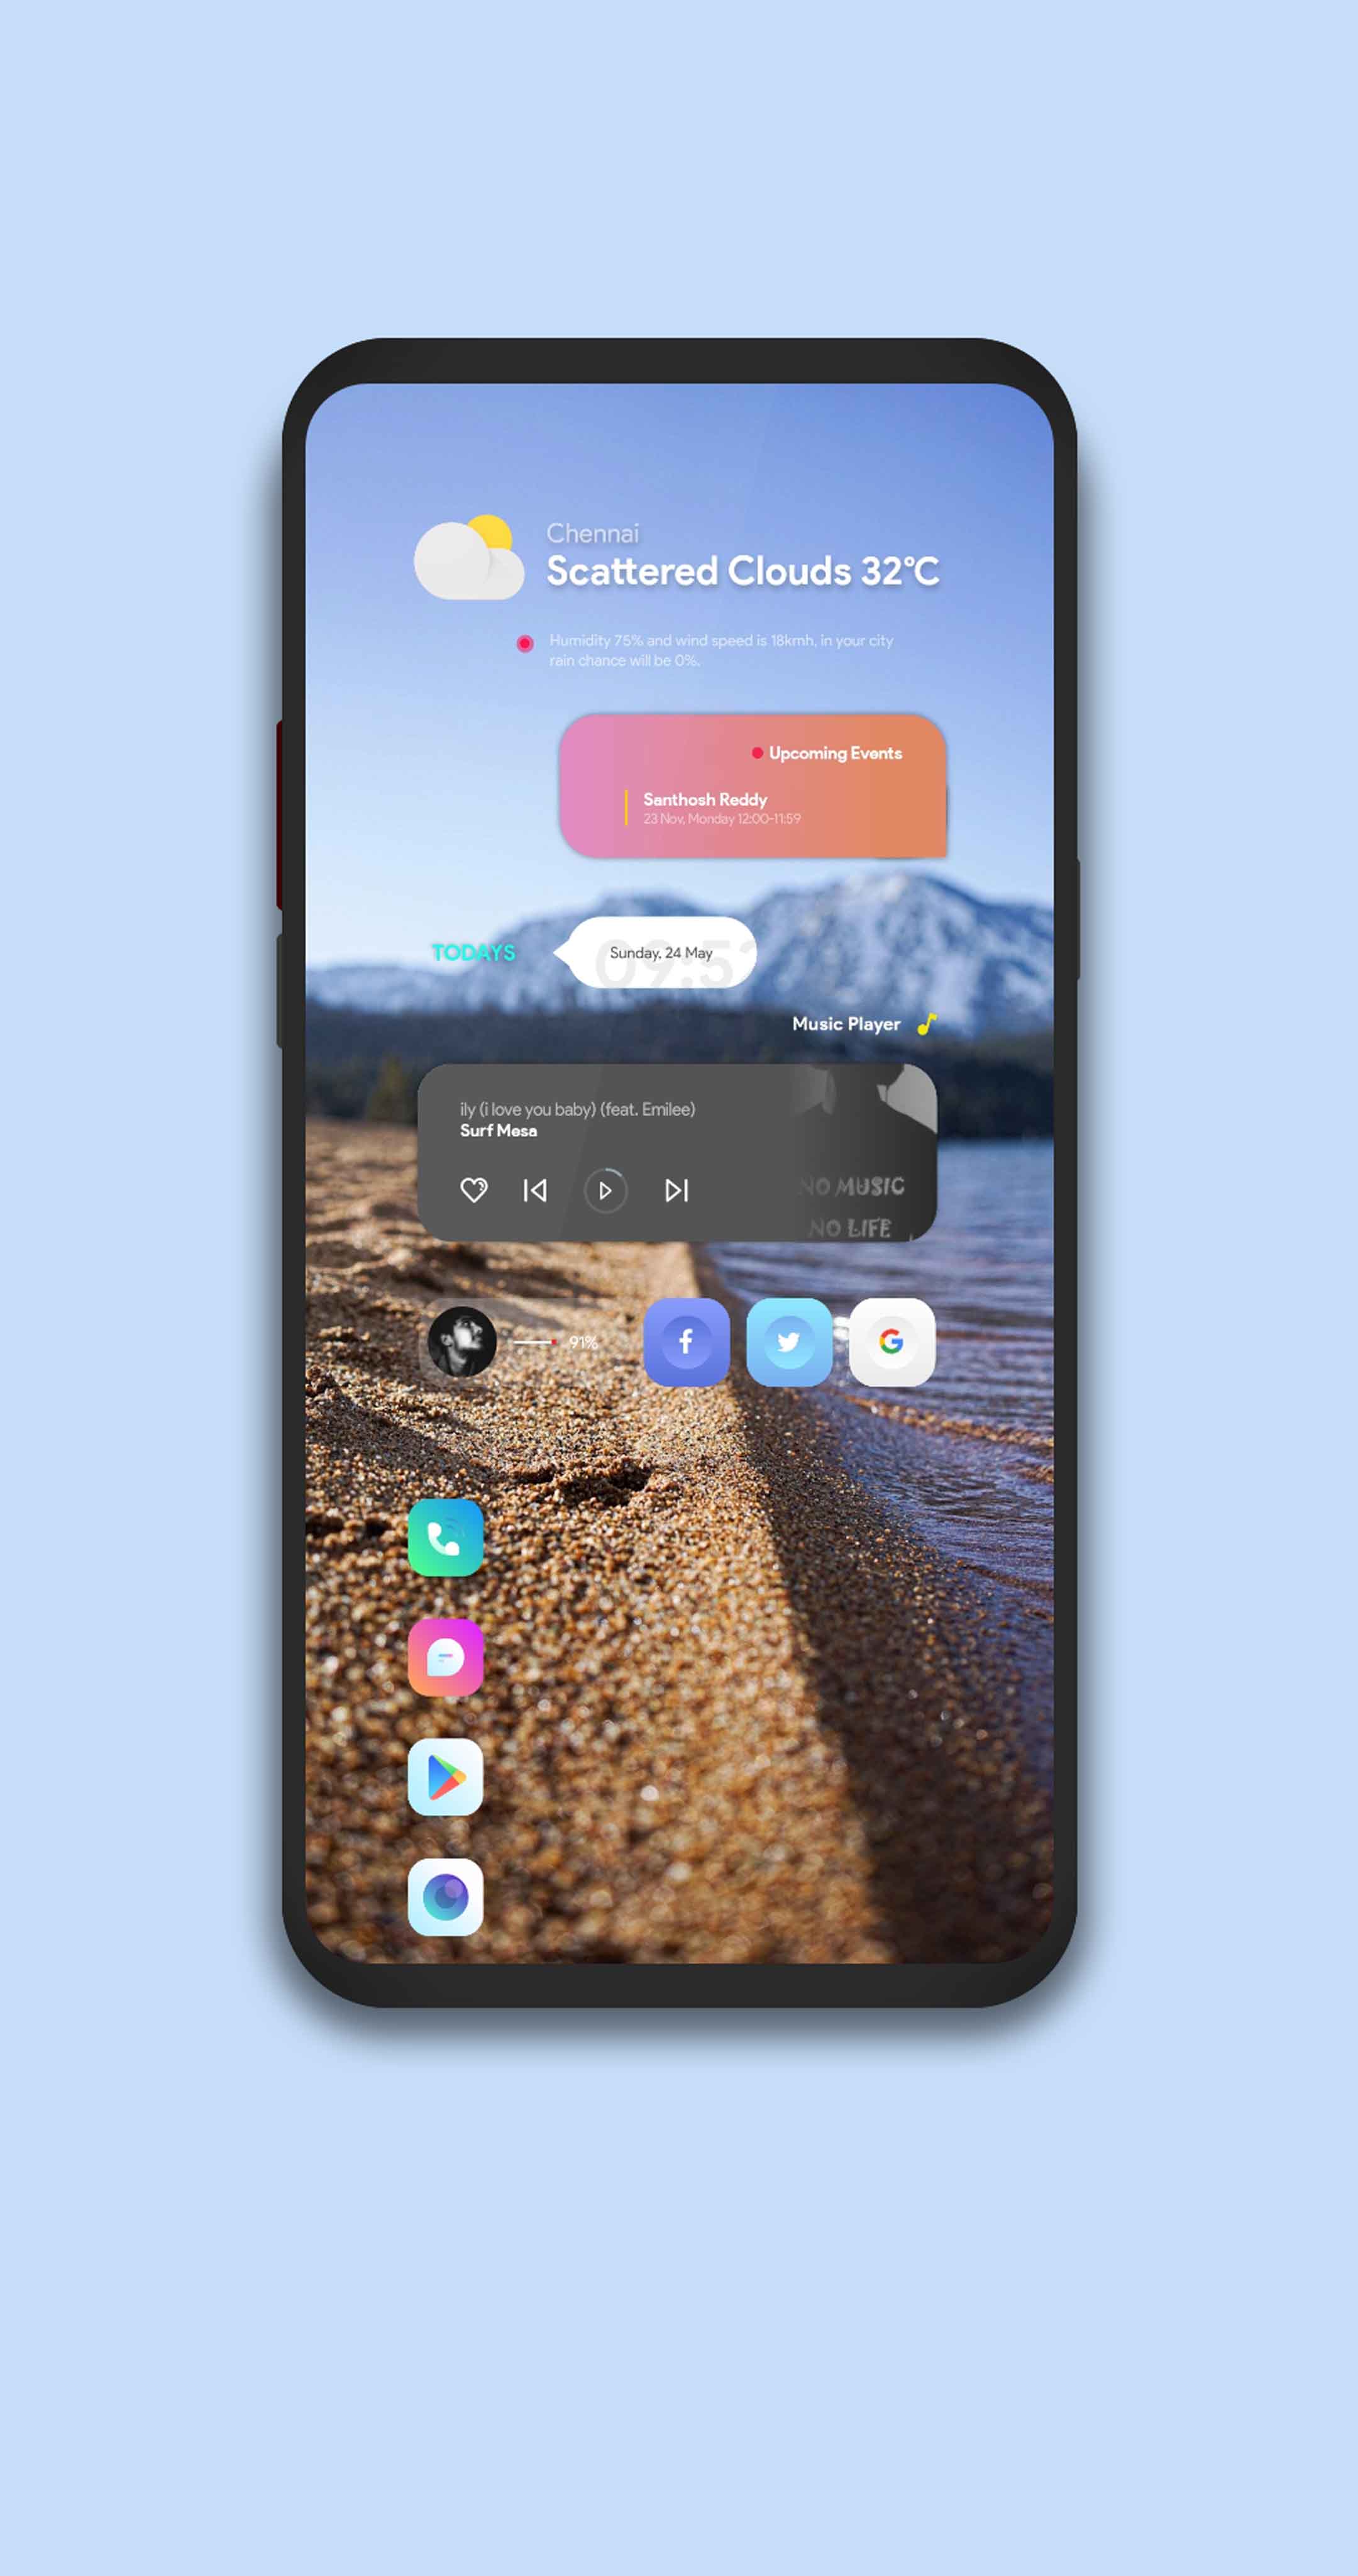 Chennai
Scattered Clouds 32°C
Humidity 75% and wind speed is 18kmh, in your city
rain chance will be 0%.
Upcoming Events
Santhosh Reddy
23 Nov, Monday 12:00-11:59
TODAYS
Sunday, 24 May
Music Player
ily (i love you baby) (feat. Emilee)
Surf Mesa
NO MUSIC
NO LIFE
91%